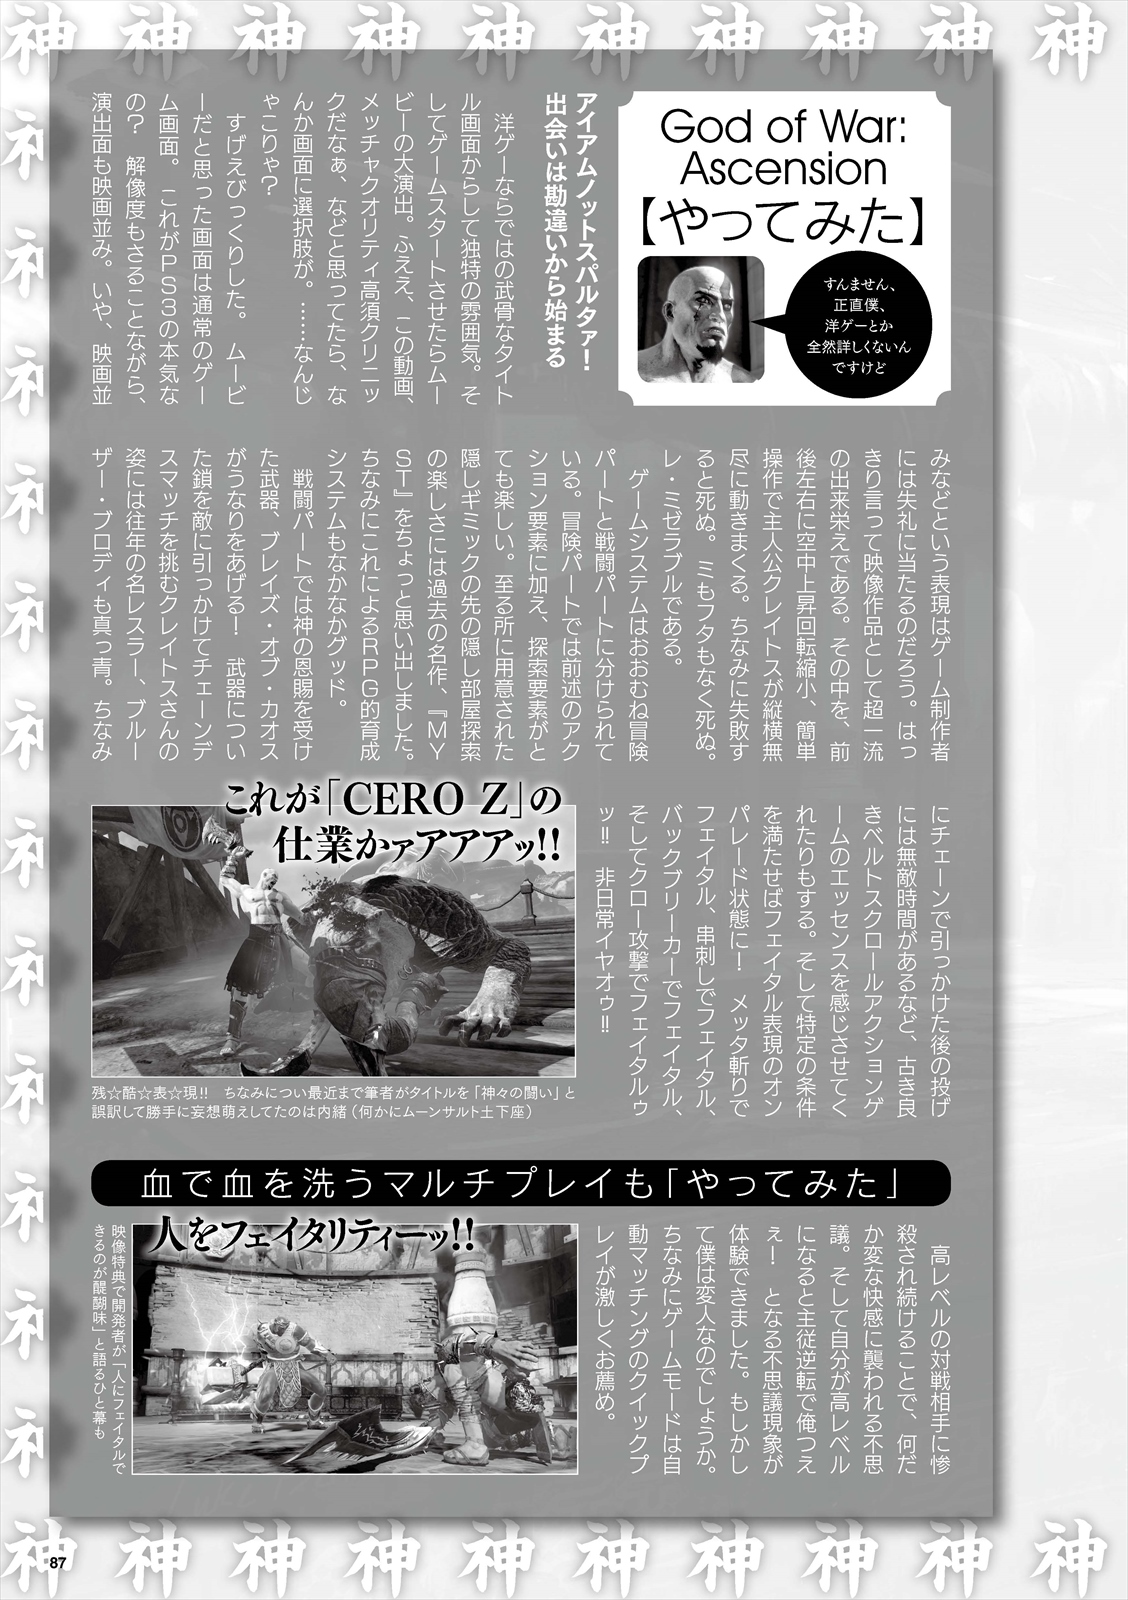 God of War:
Ascension
【やってみた】
すんません、
正直僕、
洋ゲーとか
全然詳しくないん
ですけど
アイアムノットスパルタァ！
出会いは勘違いから始まる
　洋ゲーならではの武骨なタイト
ル画面からして独特の雰囲気。そ
してゲームスタートさせたらムー
ビーの大演出。ふええ、この動画、
メッチャクオリティ高須クリニッ
クだなぁ、などと思ってたら、な
んか画面に選択肢が。……なんじ
ゃこりゃ？
　すげえびっくりした。ムービ
ーだと思った画面は通常のゲー
ム画面。これがPS3の本気な
の？　解像度もさることながら、
演出面も映画並み。いや、映画並
みなどという表現はゲーム制作者
には失礼に当たるのだろう。はっ
きり言って映像作品として超一流
の出来栄えである。その中を、前
後左右に空中上昇回転縮小、簡単
操作で主人公クレイトスが縦横無
尽に動きまくる。ちなみに失敗す
ると死ぬ。ミもフタもなく死ぬ。
レ・ミゼラブルである。
　ゲームシステムはおおむね冒険
パートと戦闘パートに分けられて
いる。冒険パートでは前述のアク
ション要素に加え、探索要素がと
ても楽しい。至る所に用意された
隠しギミックの先の隠し部屋探索
の楽しさには過去の名作、『MY
ST』をちょっと思い出しました。
ちなみにこれによるRPG的育成
システムもなかなかグッド。
　戦闘パートでは神の恩賜を受け
た武器、ブレイズ・オブ・カオス
がうなりをあげる！　武器につい
た鎖を敵に引っかけてチェーンデ
スマッチを挑むクレイトスさんの
姿には往年の名レスラー、ブルー
ザー・ブロディも真っ青。ちなみ
にチェーンで引っかけた後の投げ
には無敵時間があるなど、古き良
きベルトスクロールアクションゲ
ームのエッセンスを感じさせてく
れたりもする。そして特定の条件
を満たせばフェイタル表現のオン
パレード状態に！　メッタ斬りで
フェイタル、串刺しでフェイタル、
バックブリーカーでフェイタル、
そしてクロー攻撃でフェイタルゥ
ッ!!　非日常イヤオゥ!!
これが「CERO Z」の
仕業かァアアアッ!!
残☆酷☆表☆現!!　ちなみについ最近まで筆者がタイトルを「神々の闘い」と
誤訳して勝手に妄想萌えしてたのは内緒（何かにムーンサルト土下座）
血で血を洗うマルチプレイも「やってみた」
　高レベルの対戦相手に惨
殺され続けることで、何だ
か変な快感に襲われる不思
議。そして自分が高レベル
になると主従逆転で俺つえ
ぇ！　となる不思議現象が
体験できました。もしかし
て僕は変人なのでしょうか。
ちなみにゲームモードは自
動マッチングのクイックプ
レイが激しくお薦め。
人をフェイタリティーッ!!
映像特典で開発者が「人にフェイタルで
きるのが醍醐味」と語るひと幕も
神 神 神 神 神 神 神 神 神 神
神 神 神 神 神 神 神 神 神 神
87